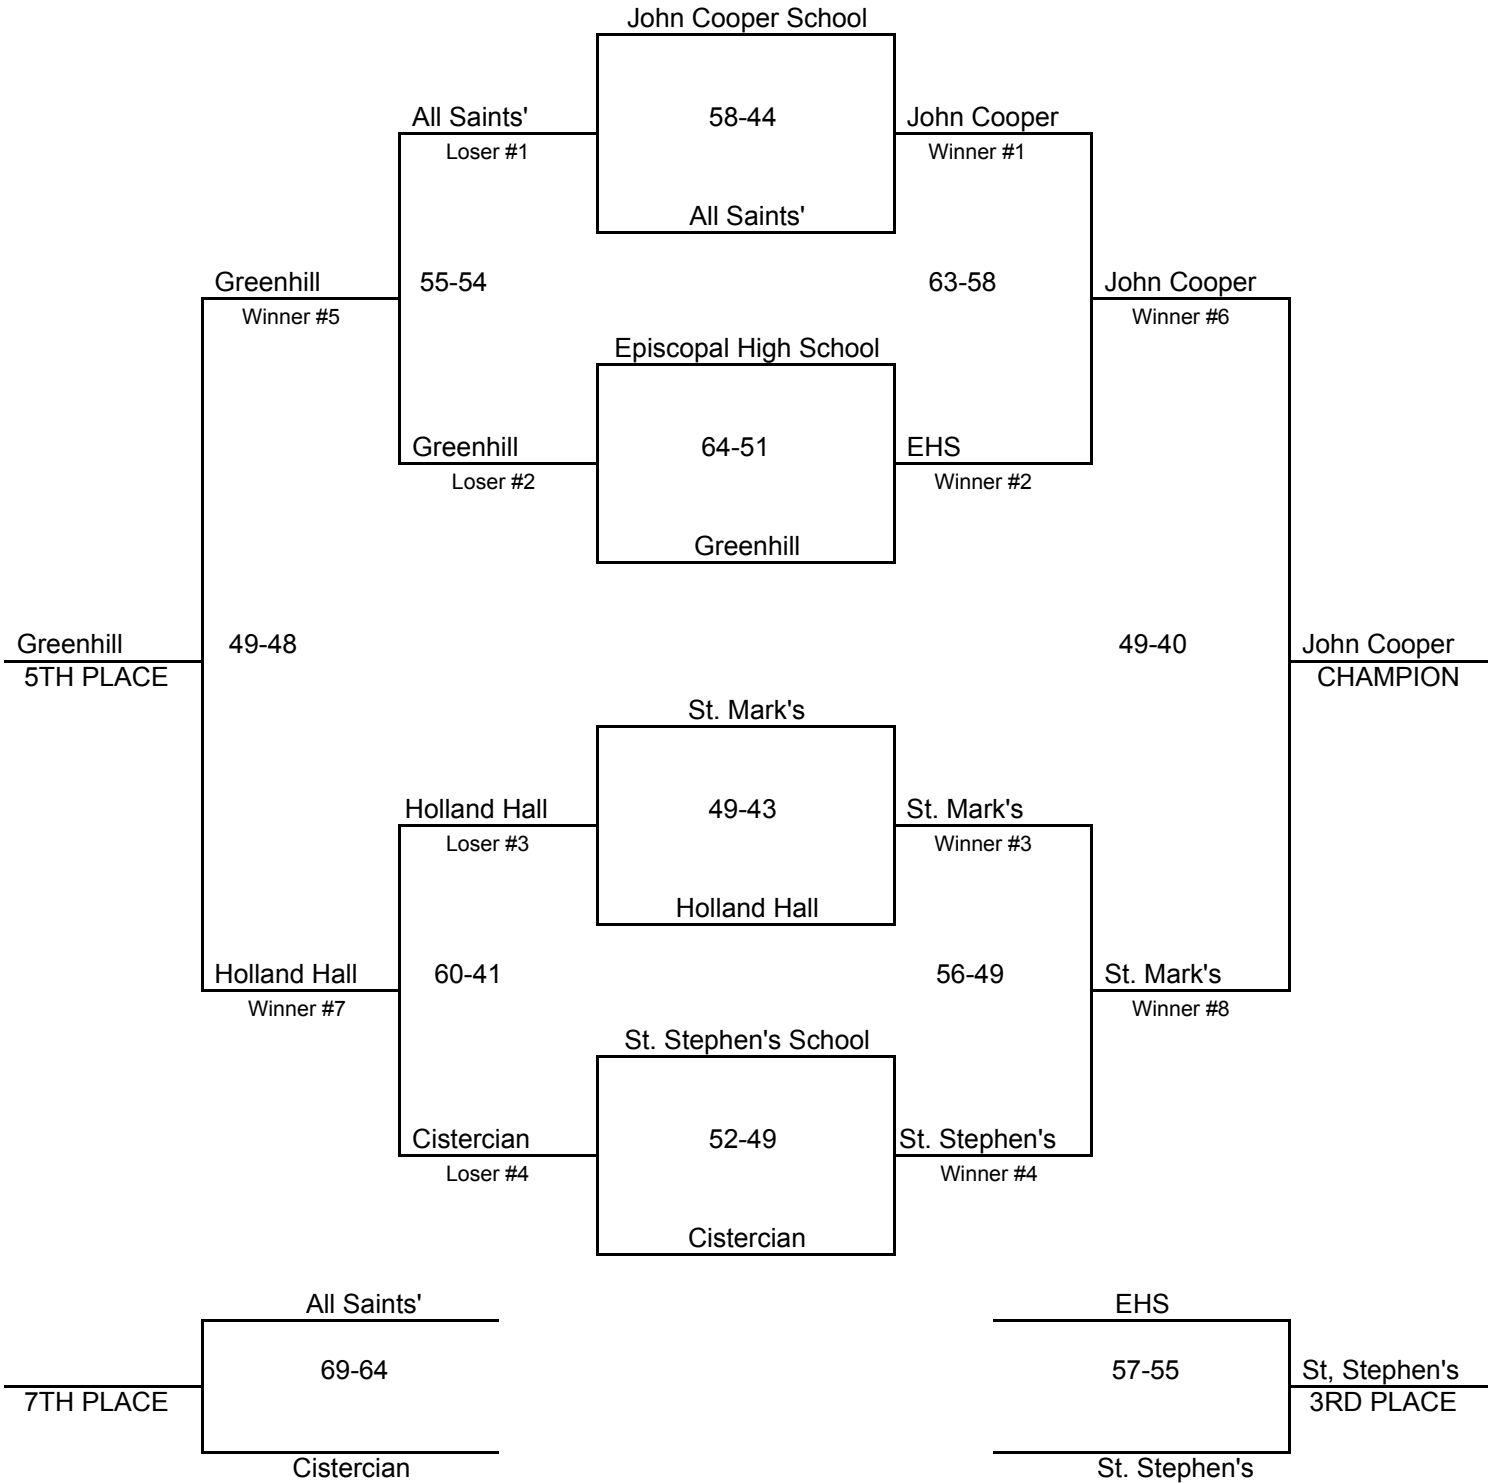 John Cooper School
All Saints'
58-44
John Cooper
Loser #1
Winner #1
All Saints'
Greenhill
55-54
63-58
John Cooper
Winner #5
Winner #6
Episcopal High School
Greenhill
64-51
EHS
Loser #2
Winner #2
Greenhill
Greenhill
49-48
49-40
John Cooper
5TH PLACE
CHAMPION
St. Mark's
Holland Hall
49-43
St. Mark's
Loser #3
Winner #3
Holland Hall
Holland Hall
60-41
56-49
St. Mark's
Winner #7
Winner #8
St. Stephen's School
Cistercian
52-49
St. Stephen's
Loser #4
Winner #4
Cistercian
All Saints'
EHS
69-64
57-55
St, Stephen's
7TH PLACE
3RD PLACE
Cistercian
St. Stephen's